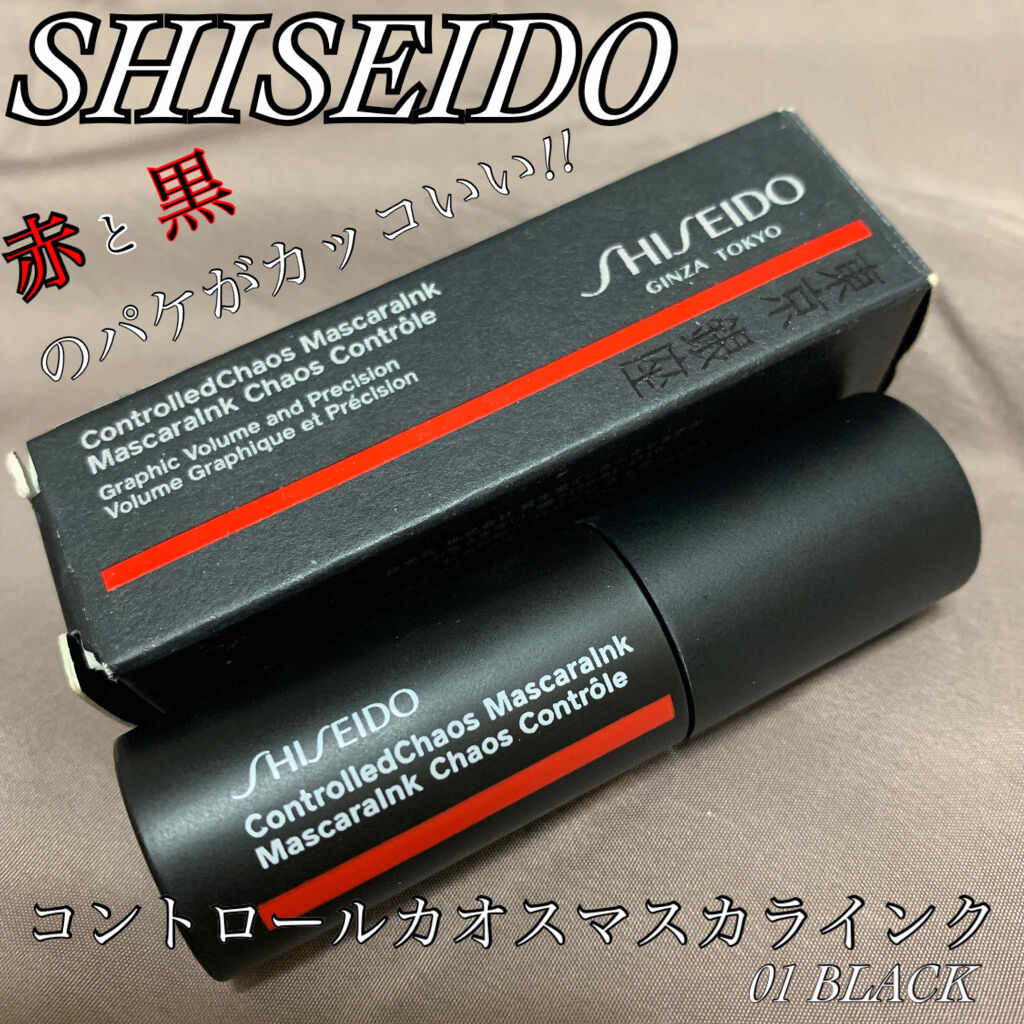 SHISEIDO
赤と黒
のパケがカッコいい!!
SHISEIDO
GINZA TOKYO
東京銀座
ControlledChaos MascaraInk
MascaraInk Chaos Contrôle
Graphic Volume and Precision
Volume Graphique et Précision
SHISEIDO
ControlledChaos MascaraInk
MascaraInk Chaos Contrôle
コントロールカオスマスカラインク
01 BLACK